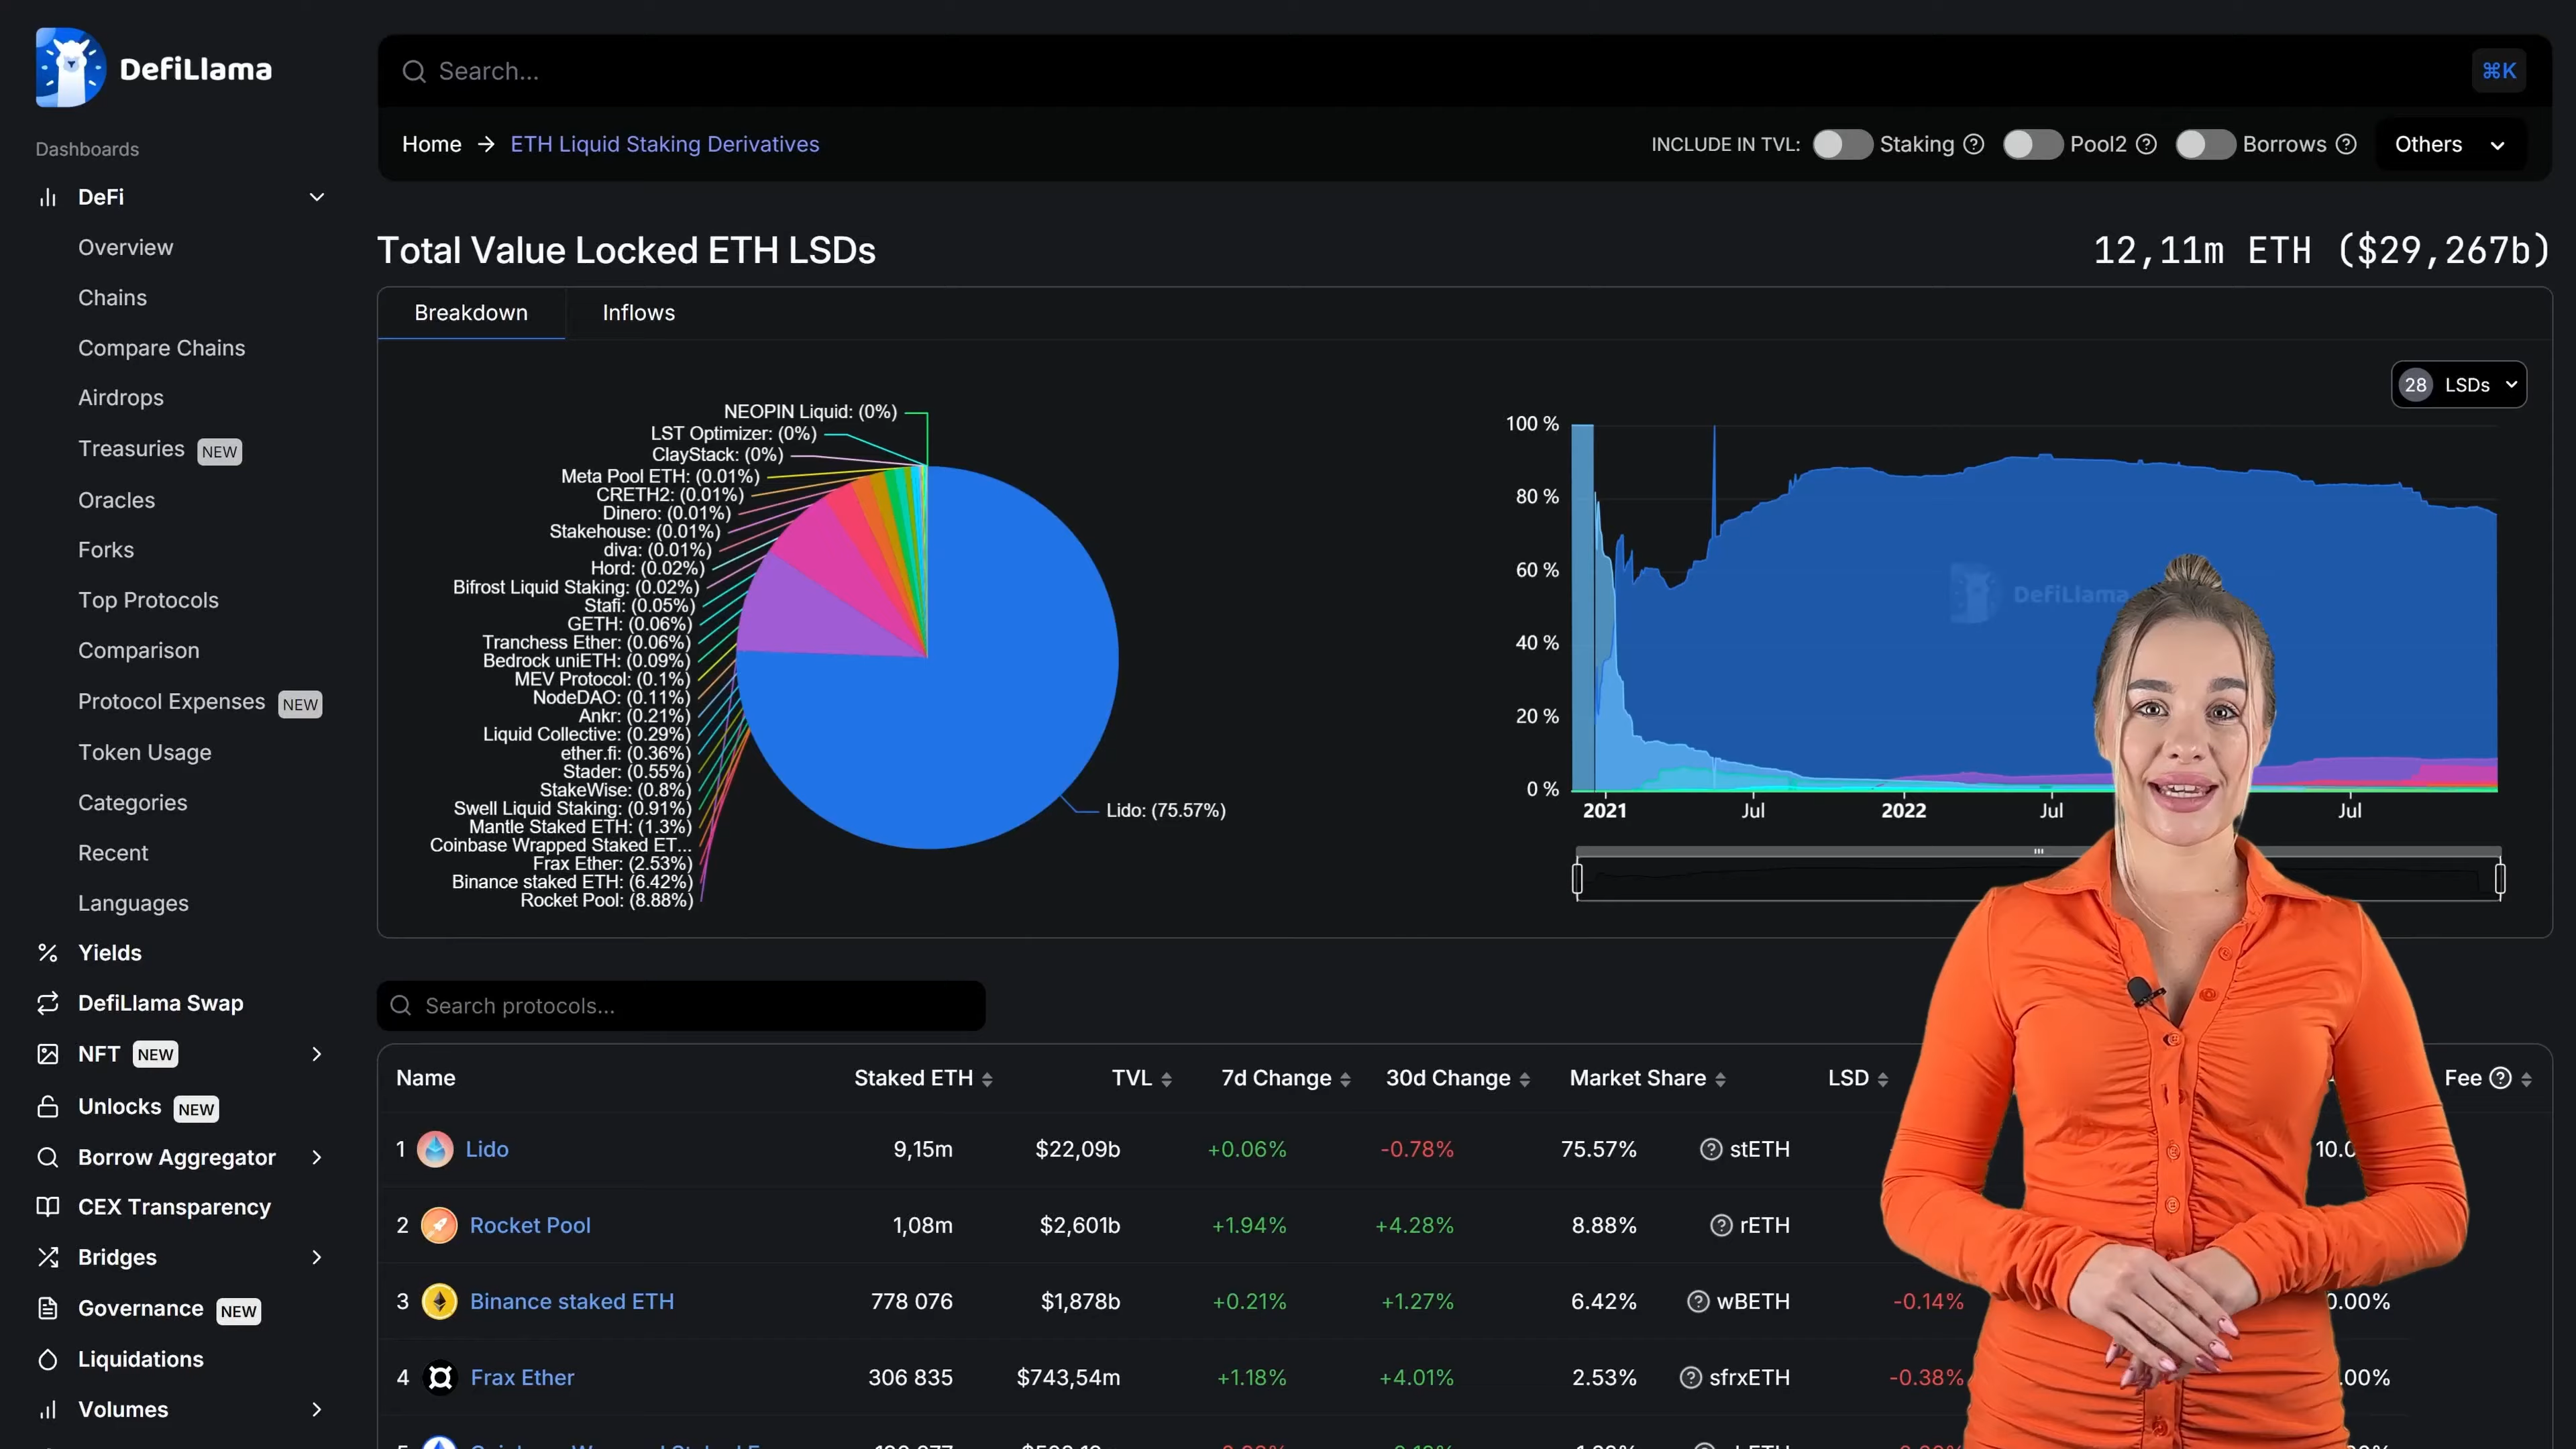 DefiLlama
Search...
⌘K
Home → ETH Liquid Staking Derivatives
INCLUDE IN TVL: Staking Pool2 Borrows Others
Dashboards
DeFi
Overview
Chains
Compare Chains
Airdrops
Treasuries NEW
Oracles
Forks
Top Protocols
Comparison
Protocol Expenses NEW
Token Usage
Categories
Recent
Languages
Yields
DefiLlama Swap
NFT NEW
Unlocks NEW
Borrow Aggregator
CEX Transparency
Bridges
Governance NEW
Liquidations
Volumes
Total Value Locked ETH LSDs
12,11m ETH ($29,267b)
Breakdown Inflows
28 LSDs
NEOPIN Liquid: (0%)
LST Optimizer: (0%)
ClayStack: (0%)
Meta Pool ETH: (0.01%)
CRETH2: (0.01%)
Dinero: (0.01%)
Stakehouse: (0.01%)
diva: (0.01%)
Hord: (0.02%)
Bifrost Liquid Staking: (0.02%)
Stafi: (0.05%)
GETH: (0.06%)
Tranchess Ether: (0.06%)
Bedrock uniETH: (0.09%)
MEV Protocol: (0.1%)
NodeDAO: (0.11%)
Ankr: (0.21%)
Liquid Collective: (0.29%)
ether.fi: (0.36%)
Stader: (0.55%)
StakeWise: (0.8%)
Swell Liquid Staking: (0.91%)
Mantle Staked ETH: (1.3%)
Coinbase Wrapped Staked ET...
Frax Ether: (2.53%)
Binance staked ETH: (6.42%)
Rocket Pool: (8.88%)
Lido: (75.57%)
100 %
80 %
60 %
40 %
20 %
0 %
2021 Jul 2022 Jul Jul
DefiLlama
Search protocols...
Name Staked ETH TVL 7d Change 30d Change Market Share LSD Fee
1 Lido 9,15m $22,09b +0.06% -0.78% 75.57% stETH
2 Rocket Pool 1,08m $2,601b +1.94% +4.28% 8.88% rETH
3 Binance staked ETH 778 076 $1,878b +0.21% +1.27% 6.42% wBETH -0.14%
4 Frax Ether 306 835 $743,54m +1.18% +4.01% 2.53% sfrxETH -0.38%